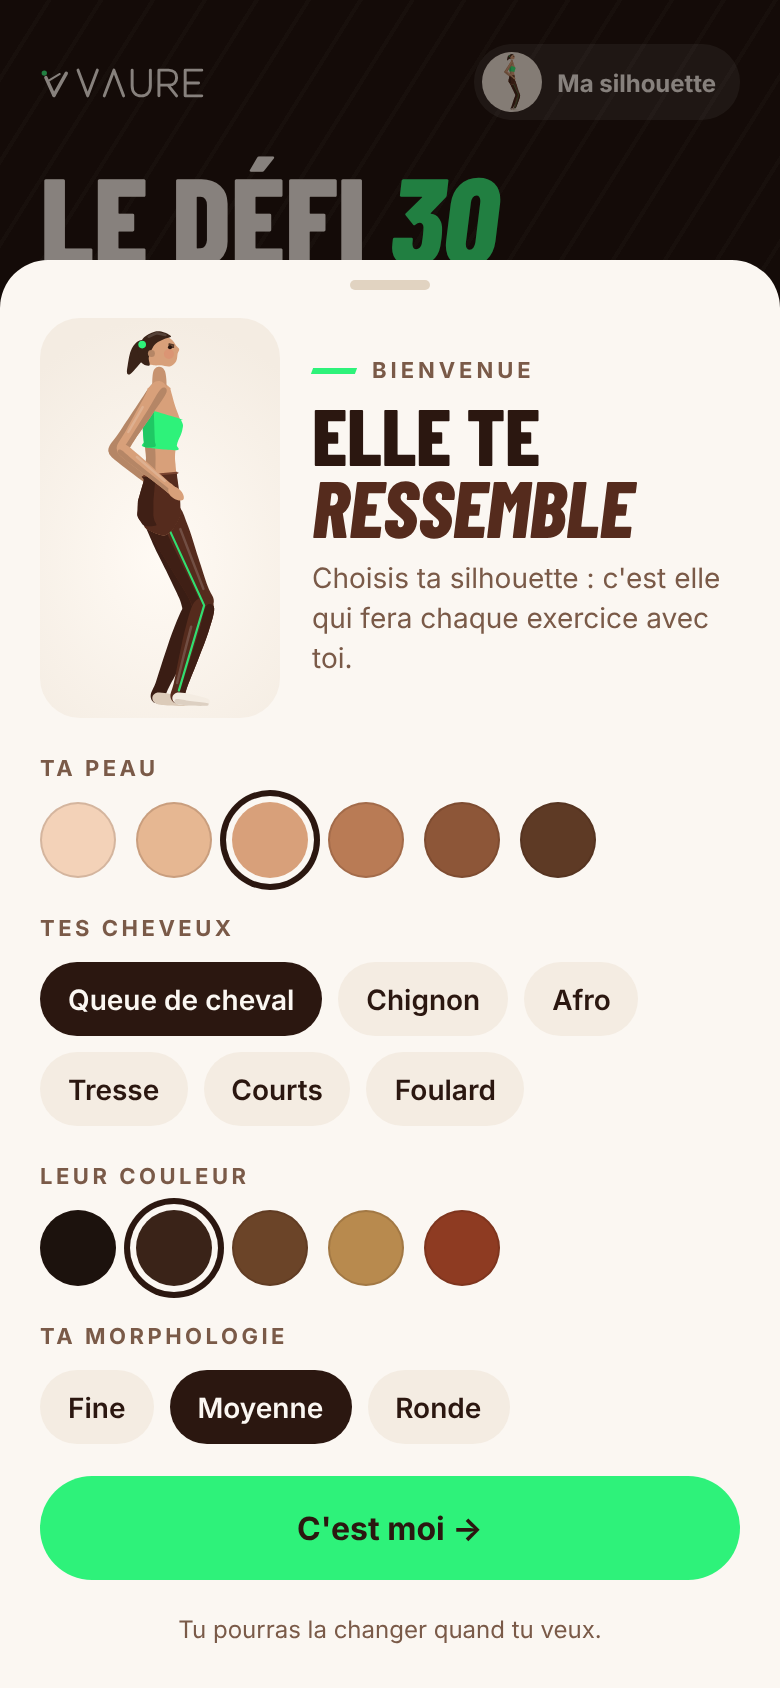 VAURE
Ma silhouette
LE DÉFI 30
BIENVENUE
ELLE TE
RESSEMBLE
Choisis ta silhouette : c'est elle
qui fera chaque exercice avec
toi.
TA PEAU
TES CHEVEUX
Queue de cheval
Chignon
Afro
Tresse
Courts
Foulard
LEUR COULEUR
TA MORPHOLOGIE
Fine
Moyenne
Ronde
C'est moi →
Tu pourras la changer quand tu veux.